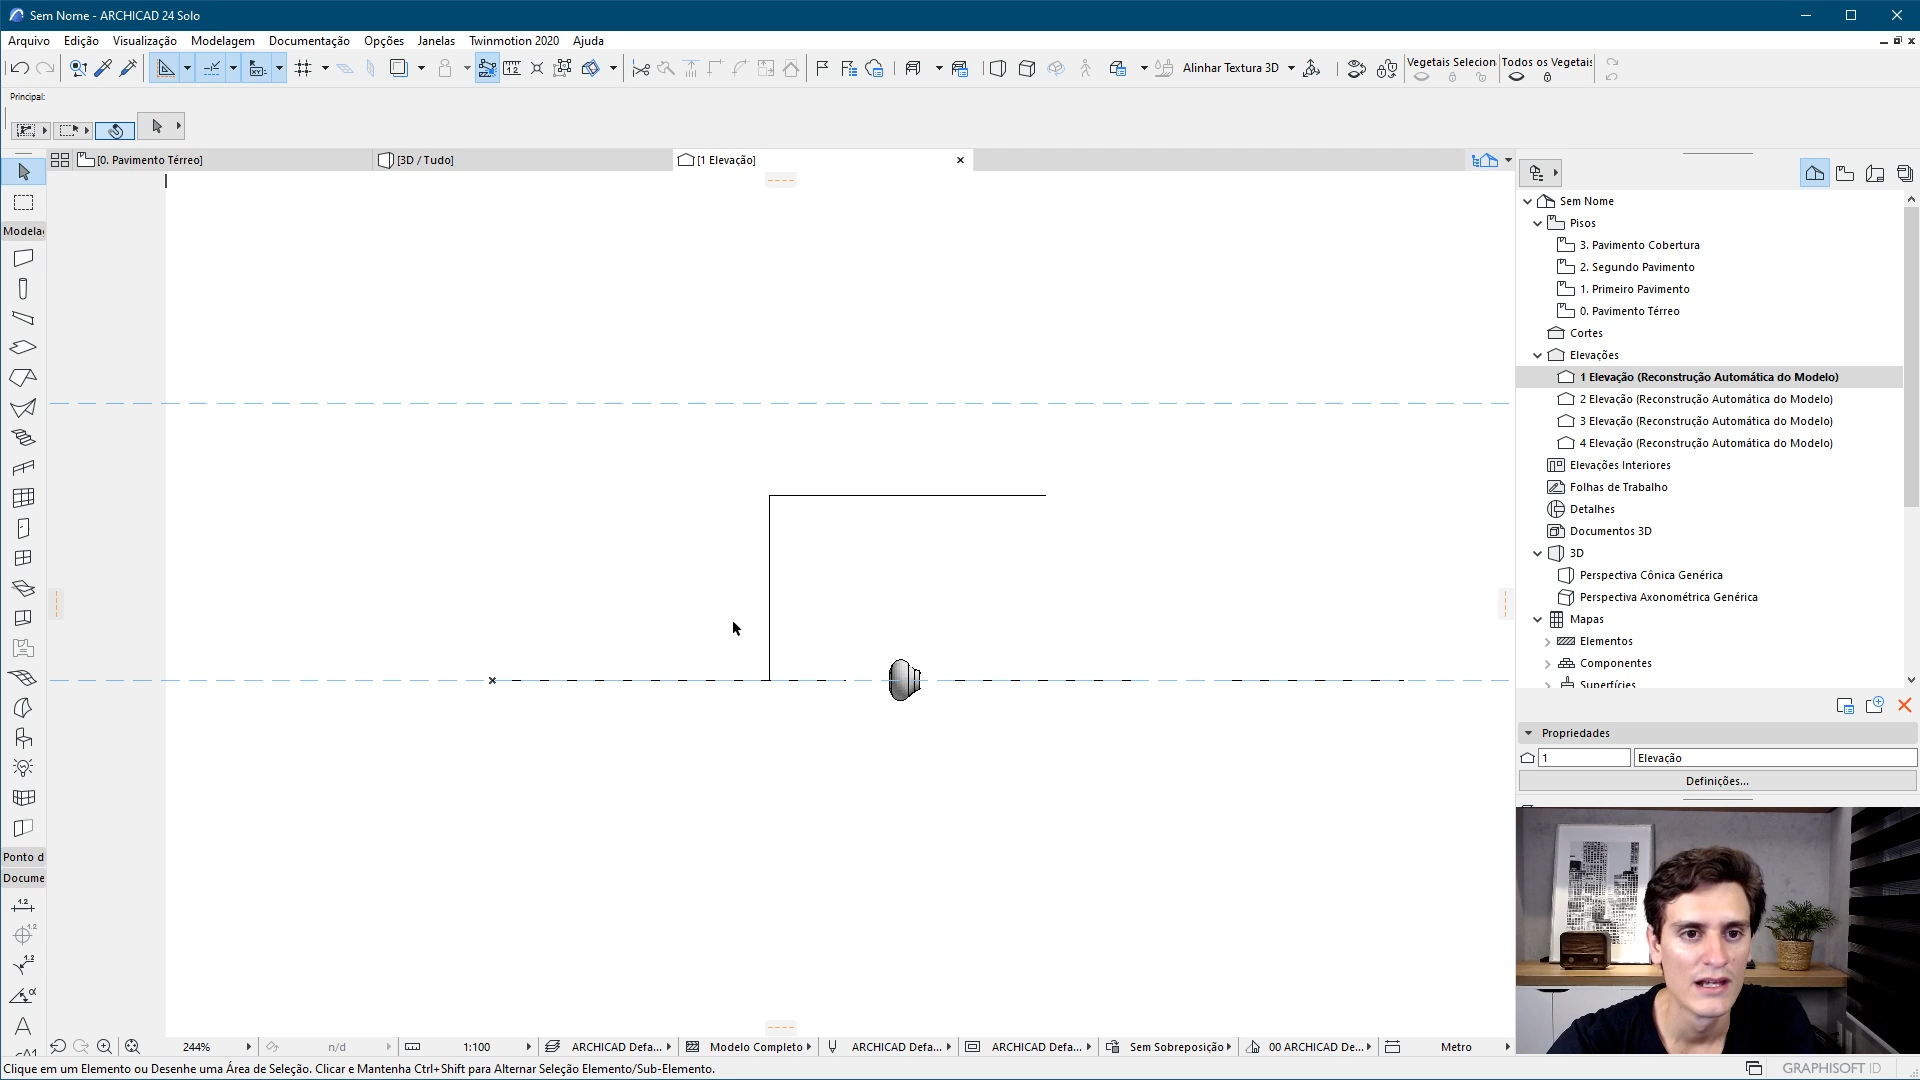 Sem Nome - ARCHICAD 24 Solo
Arquivo Edição Visualização Modelagem Documentação Opções Janelas Twinmotion 2020 Ajuda
Alinhar Textura 3D
Vegetais Selecion
Todos os Vegetais
Principal:
[0. Pavimento Térreo]
[3D / Tudo]
[1 Elevação]
Modela
Ponto d
Docume
Sem Nome
Pisos
3. Pavimento Cobertura
2. Segundo Pavimento
1. Primeiro Pavimento
0. Pavimento Térreo
Cortes
Elevações
1 Elevação (Reconstrução Automática do Modelo)
2 Elevação (Reconstrução Automática do Modelo)
3 Elevação (Reconstrução Automática do Modelo)
4 Elevação (Reconstrução Automática do Modelo)
Elevações Interiores
Folhas de Trabalho
Detalhes
Documentos 3D
3D
Perspectiva Cônica Genérica
Perspectiva Axonométrica Genérica
Mapas
Elementos
Componentes
Superfícies
Propriedades
1
Elevação
Definições...
244%
n/d
1:100
ARCHICAD Defa...
Modelo Completo
ARCHICAD Defa...
ARCHICAD Defa...
Sem Sobreposição
00 ARCHICAD De...
Metro
Clique em um Elemento ou Desenhe uma Área de Seleção. Clicar e Mantenha Ctrl+Shift para Alternar Seleção Elemento/Sub-Elemento.
GRAPHISOFT ID